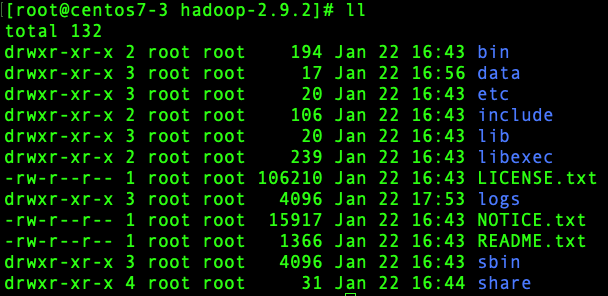 [root@centos7-3 hadoop-2.9.2]# ll
total 132
drwxr-xr-x 2 root root    194 Jan 22 16:43 bin
drwxr-xr-x 3 root root     17 Jan 22 16:56 data
drwxr-xr-x 3 root root     20 Jan 22 16:43 etc
drwxr-xr-x 2 root root    106 Jan 22 16:43 include
drwxr-xr-x 3 root root     20 Jan 22 16:43 lib
drwxr-xr-x 2 root root    239 Jan 22 16:43 libexec
-rw-r--r-- 1 root root 106210 Jan 22 16:43 LICENSE.txt
drwxr-xr-x 3 root root   4096 Jan 22 17:53 logs
-rw-r--r-- 1 root root  15917 Jan 22 16:43 NOTICE.txt
-rw-r--r-- 1 root root   1366 Jan 22 16:43 README.txt
drwxr-xr-x 3 root root   4096 Jan 22 16:43 sbin
drwxr-xr-x 4 root root     31 Jan 22 16:44 share